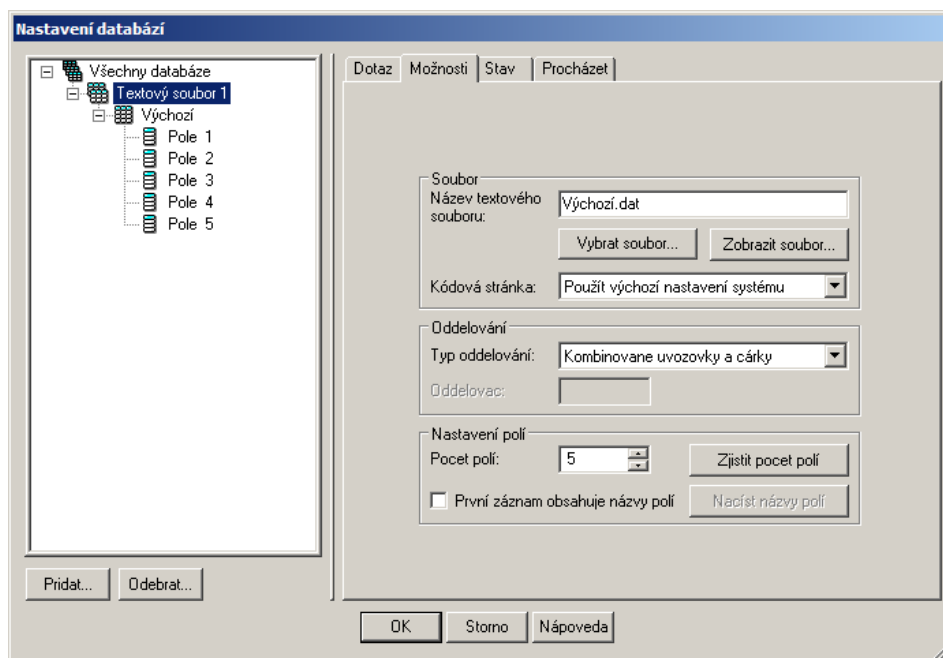 Nastavení databází
Všechny databáze
Textový soubor 1
Výchozí
Pole 1
Pole 2
Pole 3
Pole 4
Pole 5
Pridat...
Odebrat...
Dotaz
Možnosti
Stav
Procházet
Soubor
Název textového
souboru:
Výchozí.dat
Vybrat soubor...
Zobrazit soubor...
Kódová stránka:
Použít výchozí nastavení systému
Oddelování
Typ oddelování:
Kombinovane uvozovky a cárky
Oddelovac:
Nastavení polí
Pocet polí:
5
Zjistit pocet polí
První záznam obsahuje názvy polí
Nacíst názvy polí
OK
Storno
Nápoveda